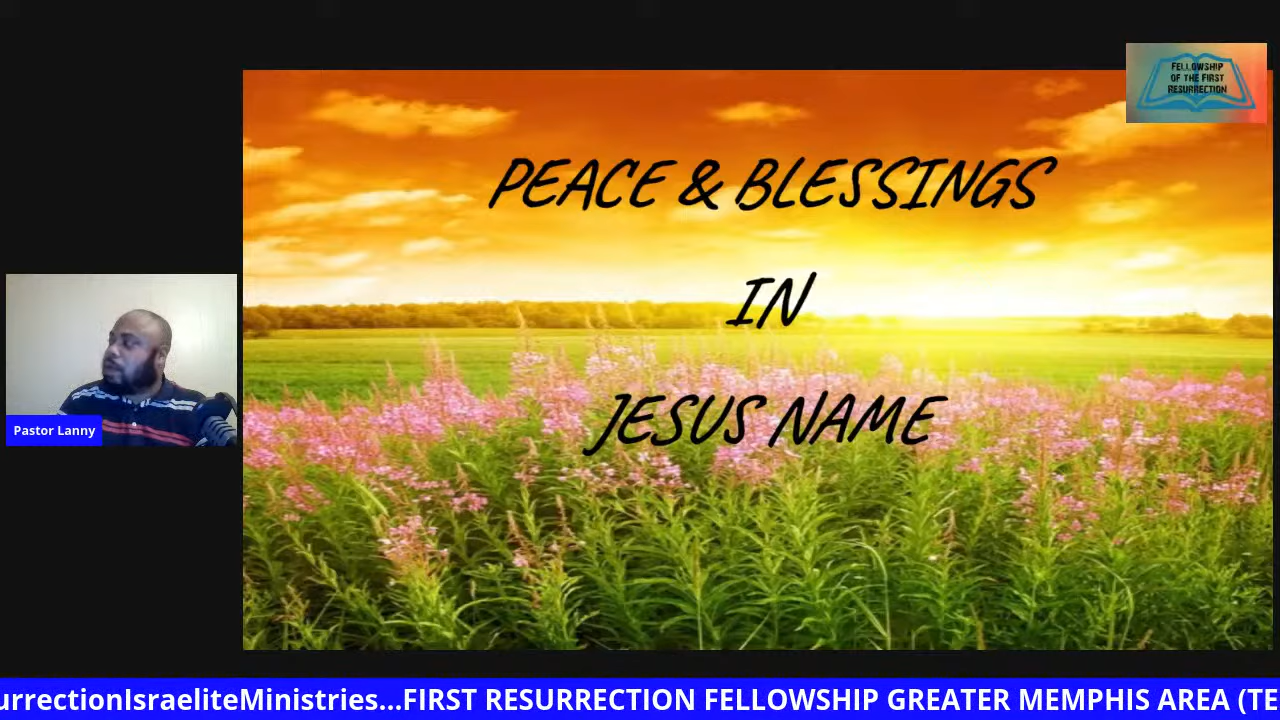 FELLOWSHIP
OF THE FIRST
RESURRECTION
PEACE & BLESSINGS
IN
JESUS NAME
Pastor Lanny
urrectionIsraeliteMinistries...FIRST RESURRECTION FELLOWSHIP GREATER MEMPHIS AREA (TE